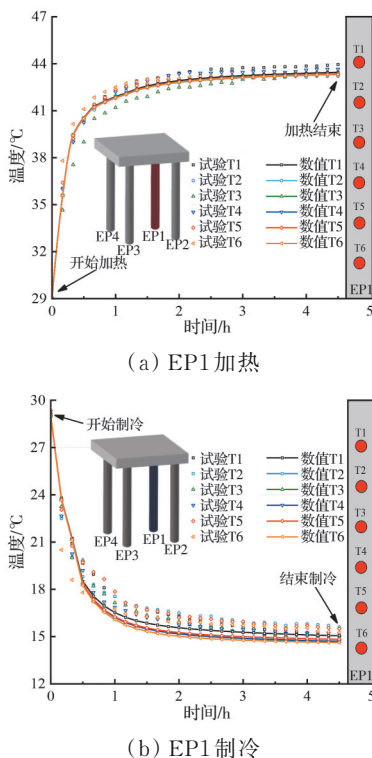 47
43
39
35
31
29
温度/℃
T1
T2
T3
T4
T5
T6
EP1
加热结束
EP4
EP3
EP1
EP2
试验T1
试验T2
试验T3
试验T4
试验T5
试验T6
数值T1
数值T2
数值T3
数值T4
数值T5
数值T6
开始加热
0
1
2
3
4
5
时间/h
(a) EP1加热
30
27
24
21
18
15
12
温度/℃
开始制冷
试验T1
试验T2
试验T3
试验T4
试验T5
试验T6
数值T1
数值T2
数值T3
数值T4
数值T5
数值T6
EP4
EP3
EP1
EP2
结束制冷
T1
T2
T3
T4
T5
T6
EP1
0
1
2
3
4
5
时间/h
(b) EP1制冷